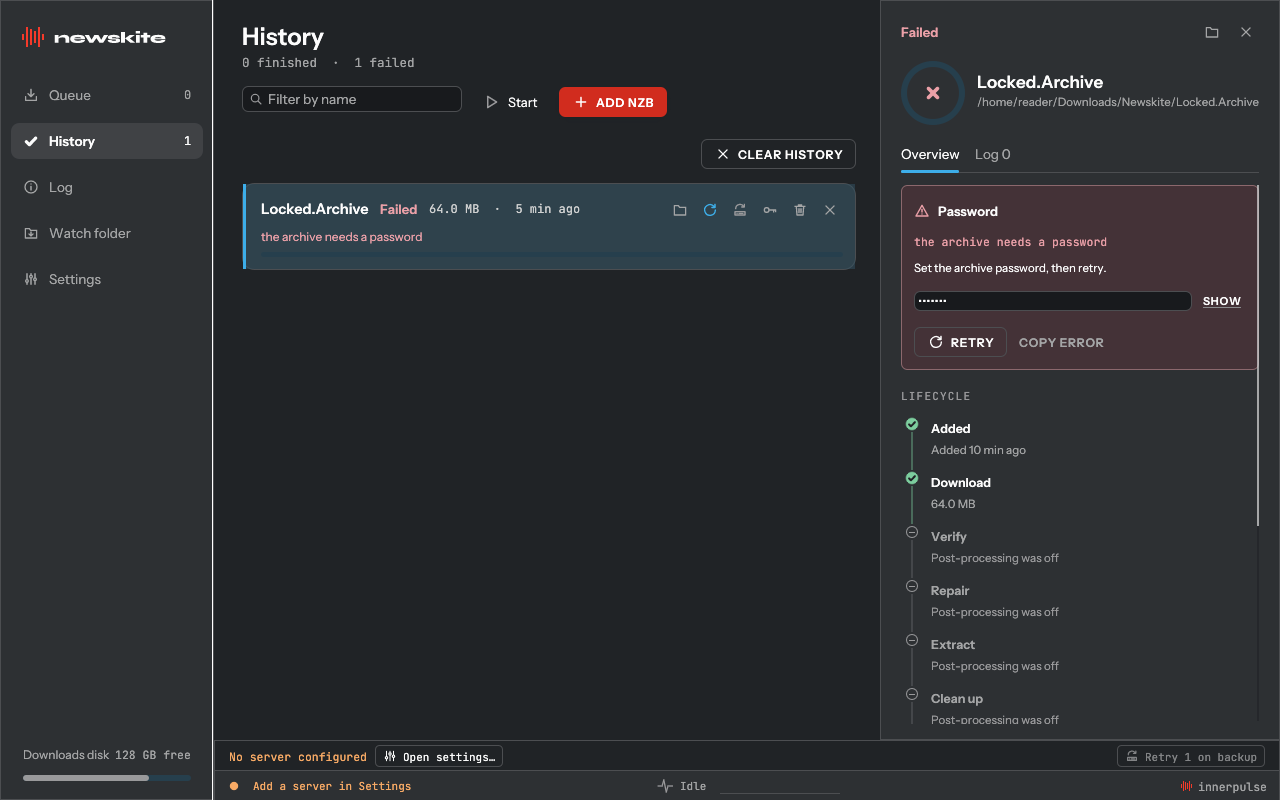 newskite
Queue 0
History 1
Log
Watch folder
Settings
Downloads disk 128 GB free
History
0 finished · 1 failed
Filter by name
Start
ADD NZB
CLEAR HISTORY
Locked.Archive Failed 64.0 MB · 5 min ago
the archive needs a password
Failed
Locked.Archive
/home/reader/Downloads/Newskite/Locked.Archive
Overview Log 0
Password
the archive needs a password
Set the archive password, then retry.
•••••••
SHOW
RETRY
COPY ERROR
LIFECYCLE
Added
Added 10 min ago
Download
64.0 MB
Verify
Post-processing was off
Repair
Post-processing was off
Extract
Post-processing was off
Clean up
Post-processing was off
No server configured
Open settings…
Retry 1 on backup
Add a server in Settings
Idle
innerpulse